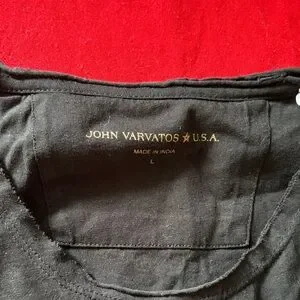 JOHN VARVATOS ★ U.S.A.
MADE IN INDIA
L